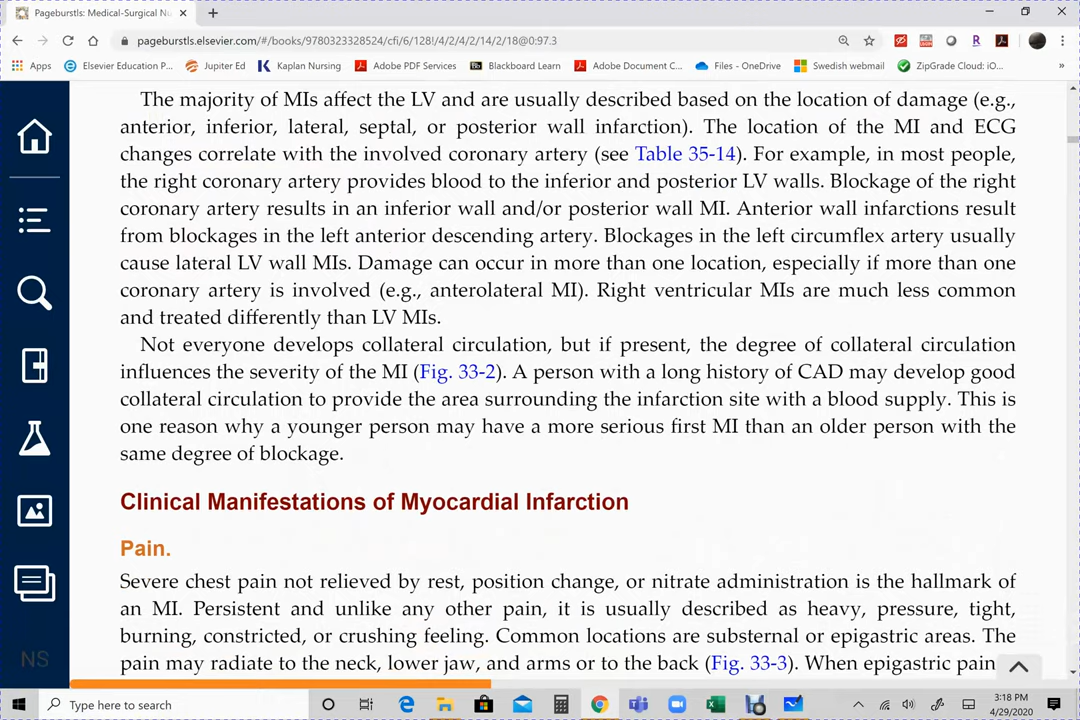 Pageburstls: Medical-Surgical Nu
pageburstls.elsevier.com/#/books/9780323328524/cfi/6/128!/4/2/4/2/14/2/18@0:97.3
Apps Elsevier Education P... Jupiter Ed Kaplan Nursing Adobe PDF Services Blackboard Learn Adobe Document C... Files - OneDrive Swedish webmail ZipGrade Cloud: iO... »
The majority of MIs affect the LV and are usually described based on the location of damage (e.g.,
anterior, inferior, lateral, septal, or posterior wall infarction). The location of the MI and ECG
changes correlate with the involved coronary artery (see Table 35-14). For example, in most people,
the right coronary artery provides blood to the inferior and posterior LV walls. Blockage of the right
coronary artery results in an inferior wall and/or posterior wall MI. Anterior wall infarctions result
from blockages in the left anterior descending artery. Blockages in the left circumflex artery usually
cause lateral LV wall MIs. Damage can occur in more than one location, especially if more than one
coronary artery is involved (e.g., anterolateral MI). Right ventricular MIs are much less common
and treated differently than LV MIs.
Not everyone develops collateral circulation, but if present, the degree of collateral circulation
influences the severity of the MI (Fig. 33-2). A person with a long history of CAD may develop good
collateral circulation to provide the area surrounding the infarction site with a blood supply. This is
one reason why a younger person may have a more serious first MI than an older person with the
same degree of blockage.
Clinical Manifestations of Myocardial Infarction
Pain.
Severe chest pain not relieved by rest, position change, or nitrate administration is the hallmark of
an MI. Persistent and unlike any other pain, it is usually described as heavy, pressure, tight,
burning, constricted, or crushing feeling. Common locations are substernal or epigastric areas. The
pain may radiate to the neck, lower jaw, and arms or to the back (Fig. 33-3). When epigastric pain
NS
Type here to search
3:18 PM
4/29/2020